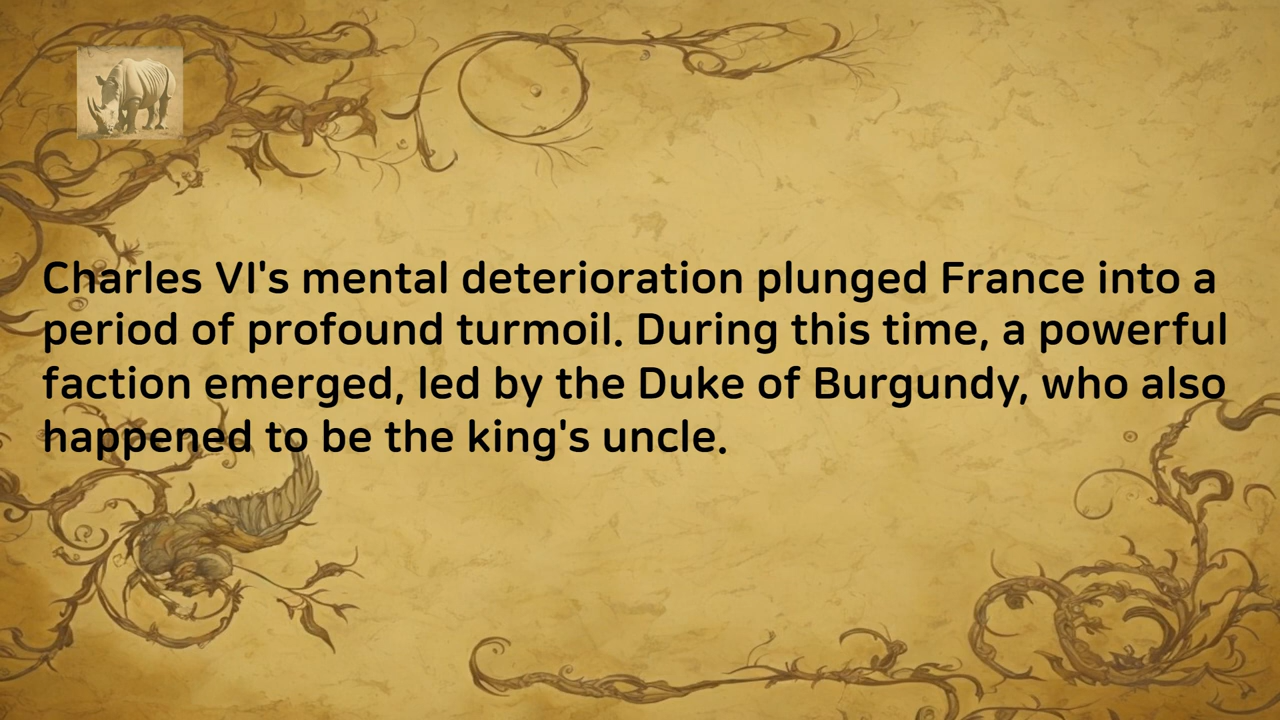 Charles VI's mental deterioration plunged France into a
period of profound turmoil. During this time, a powerful
faction emerged, led by the Duke of Burgundy, who also
happened to be the king's uncle.